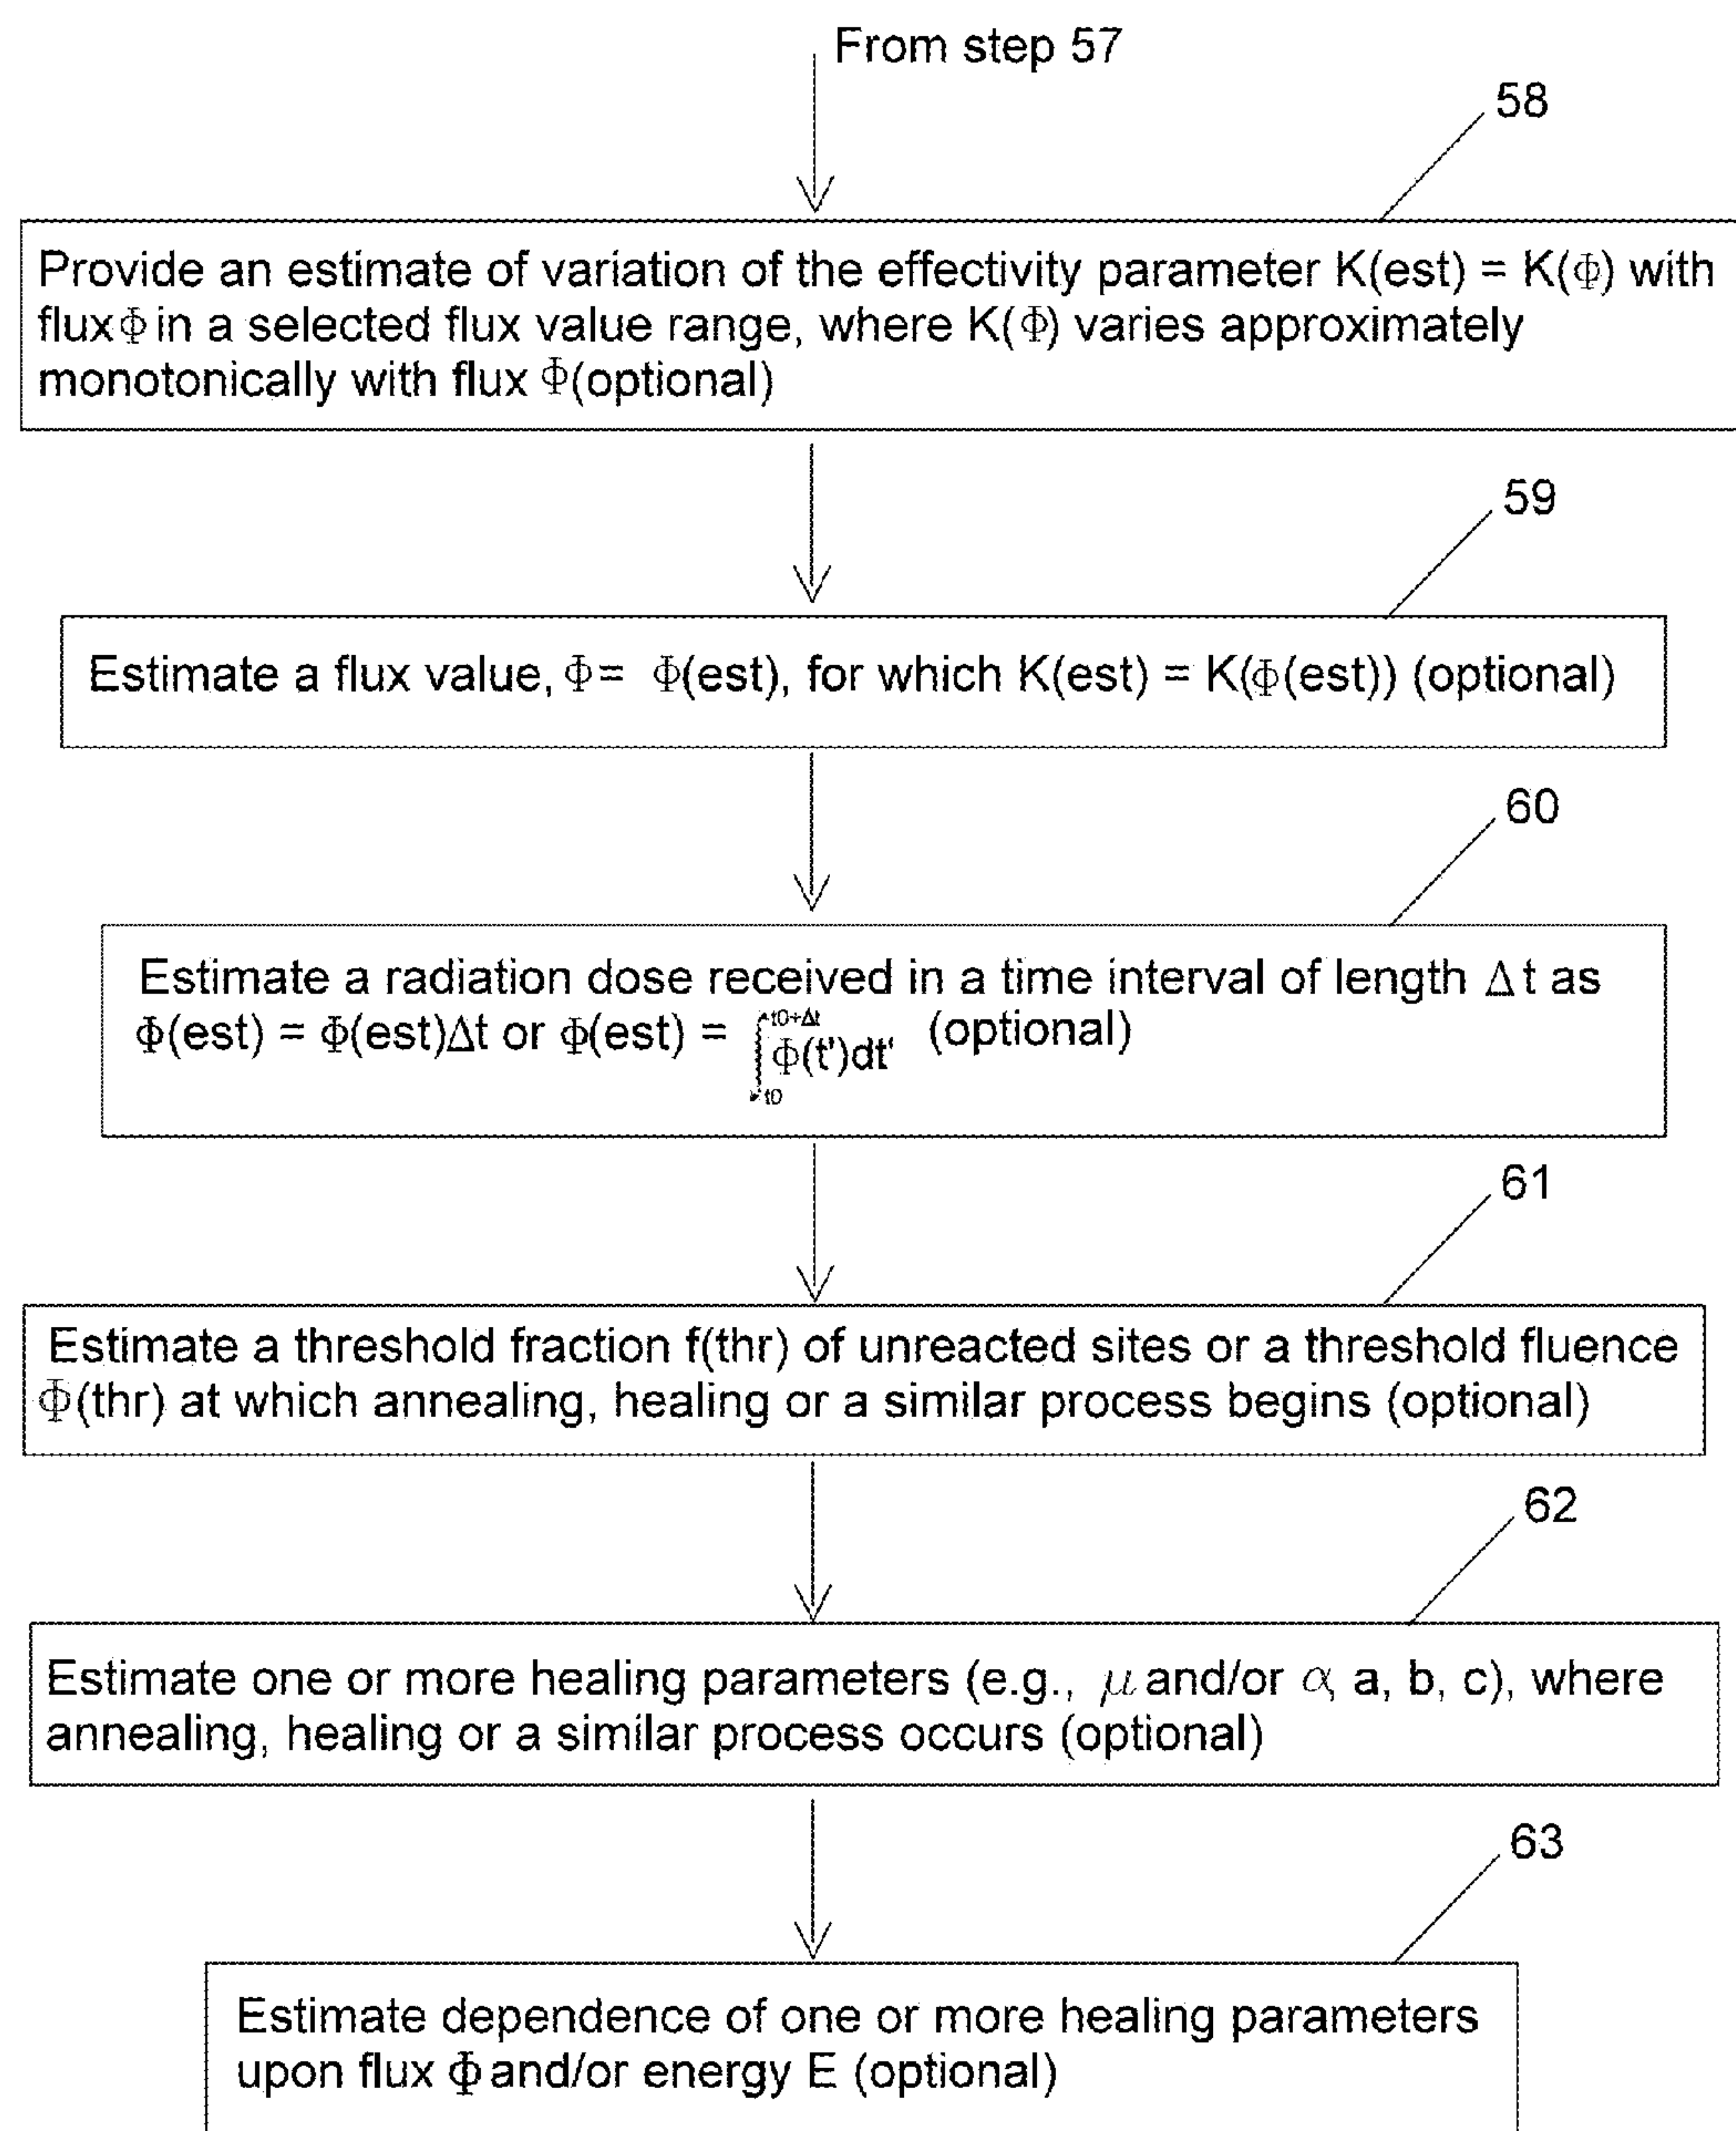 From step 57
58
Provide an estimate of variation of the effectivity parameter K(est) = K(Φ) with
flux Φ in a selected flux value range, where K(Φ) varies approximately
monotonically with flux Φ(optional)
59
Estimate a flux value, Φ= Φ(est), for which K(est) = K(Φ(est)) (optional)
60
Estimate a radiation dose received in a time interval of length Δt as
Φ(est) = Φ(est)Δt or Φ(est) = ∫t0^t0+Δt Φ(t')dt' (optional)
61
Estimate a threshold fraction f(thr) of unreacted sites or a threshold fluence
Φ(thr) at which annealing, healing or a similar process begins (optional)
62
Estimate one or more healing parameters (e.g., μ and/or α, a, b, c), where
annealing, healing or a similar process occurs (optional)
63
Estimate dependence of one or more healing parameters
upon flux Φ and/or energy E (optional)